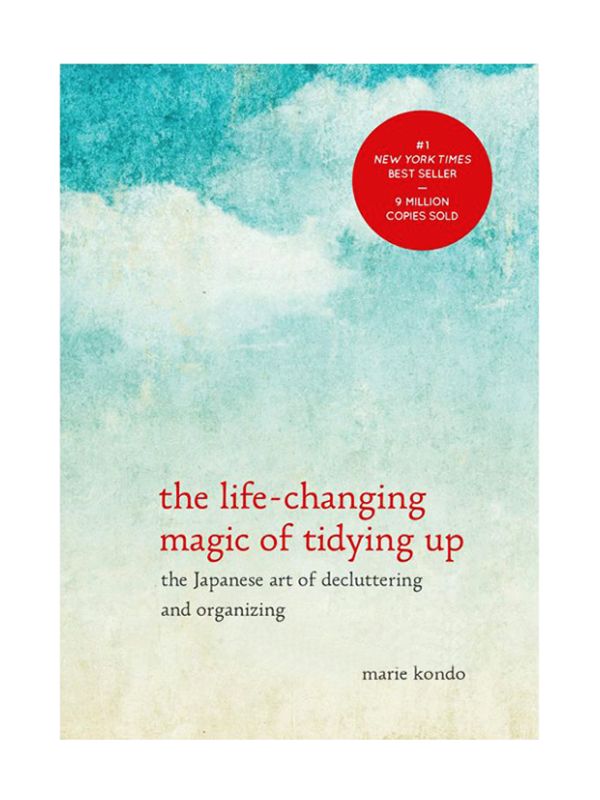 #1
NEW YORK TIMES
BEST SELLER
—
9 MILLION
COPIES SOLD
the life-changing
magic of tidying up
the Japanese art of decluttering
and organizing
marie kondo